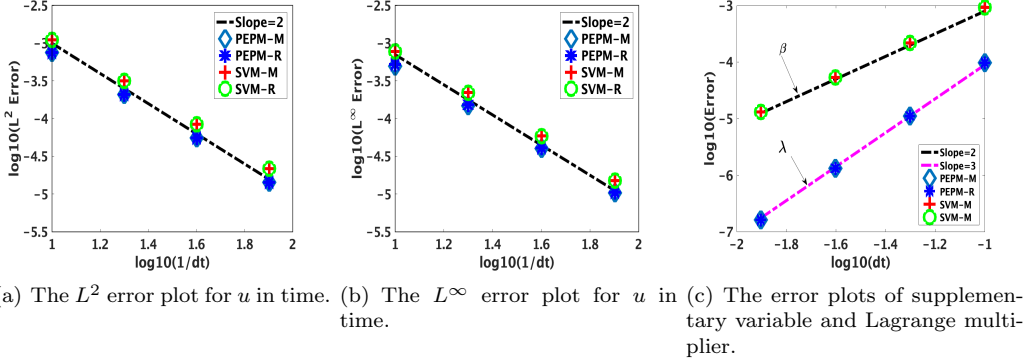 -2.5
-3
-3.5
-4
-4.5
-5
-5.5
log10(L² Error)
1
1.2
1.4
1.6
1.8
2
log10(1/dt)
Slope=2
PEPM-M
PEPM-R
SVM-M
SVM-R
-2.5
-3
-3.5
-4
-4.5
-5
-5.5
log10(L∞ Error)
1
1.2
1.4
1.6
1.8
2
log10(1/dt)
Slope=2
PEPM-M
PEPM-R
SVM-M
SVM-R
-3
-4
-5
-6
-7
log10(Error)
-2
-1.8
-1.6
-1.4
-1.2
-1
log10(dt)
β
λ
Slope=2
Slope=3
PEPM-M
PEPM-R
SVM-M
SVM-M
a) The L² error plot for u in time.
(b) The L∞ error plot for u in
time.
(c) The error plots of supplemen-
tary variable and Lagrange multi-
plier.